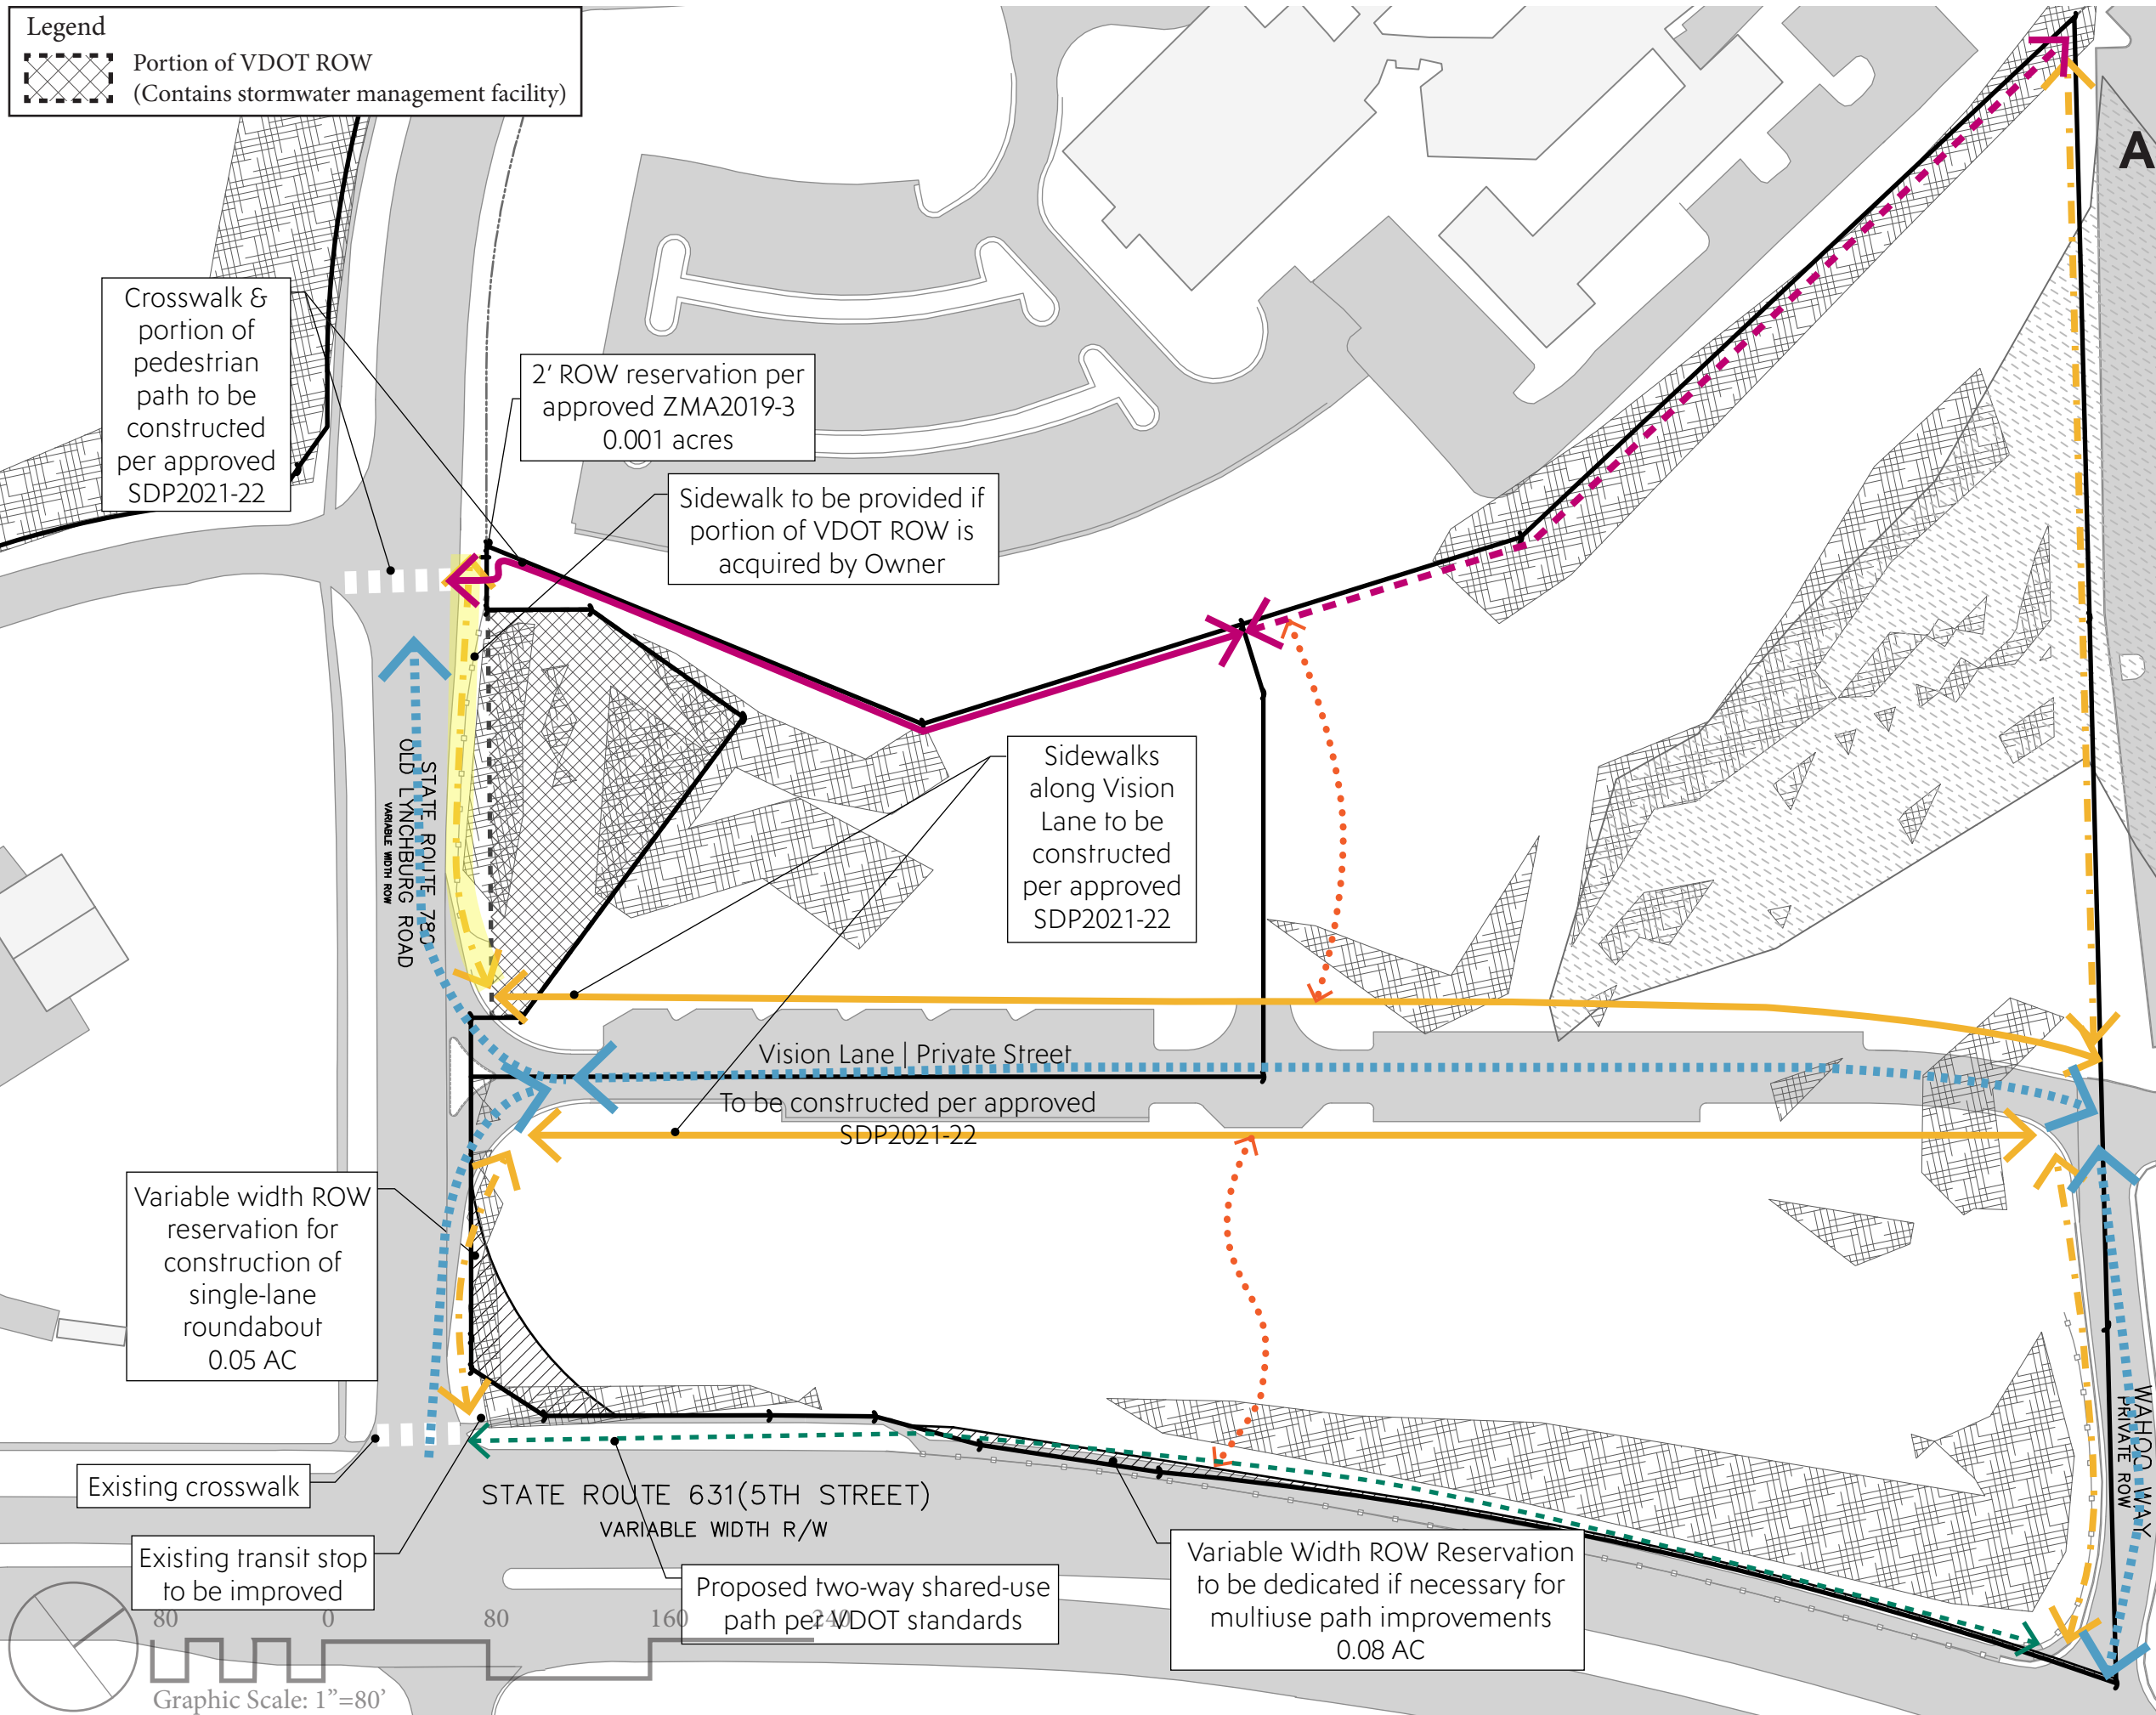 Legend
Portion of VDOT ROW
(Contains stormwater management facility)
A
Crosswalk &
portion of
pedestrian
path to be
constructed
per approved
SDP2021-22
2' ROW reservation per
approved ZMA2019-3
0.001 acres
Sidewalk to be provided if
portion of VDOT ROW is
acquired by Owner
Sidewalks
along Vision
Lane to be
constructed
per approved
SDP2021-22
STATE ROUTE 780
OLD LYNCHBURG ROAD
VARIABLE WIDTH ROW
Vision Lane | Private Street
To be constructed per approved
SDP2021-22
Variable width ROW
reservation for
construction of
single-lane
roundabout
0.05 AC
WAHOO WAY
PRIVATE ROW
Existing crosswalk
STATE ROUTE 631(5TH STREET)
VARIABLE WIDTH R/W
Existing transit stop
to be improved
Proposed two-way shared-use
path per VDOT standards
Variable Width ROW Reservation
to be dedicated if necessary for
multiuse path improvements
0.08 AC
80 0 80 160 240
Graphic Scale: 1”=80’